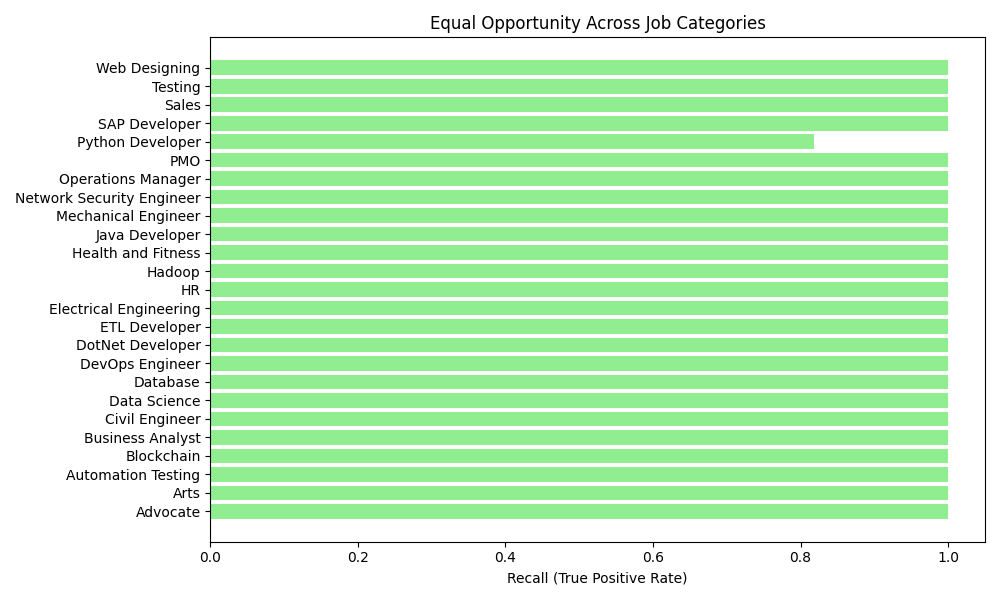 Equal Opportunity Across Job Categories
Web Designing
Testing
Sales
SAP Developer
Python Developer
PMO
Operations Manager
Network Security Engineer
Mechanical Engineer
Java Developer
Health and Fitness
Hadoop
HR
Electrical Engineering
ETL Developer
DotNet Developer
DevOps Engineer
Database
Data Science
Civil Engineer
Business Analyst
Blockchain
Automation Testing
Arts
Advocate
0.0 0.2 0.4 0.6 0.8 1.0
Recall (True Positive Rate)